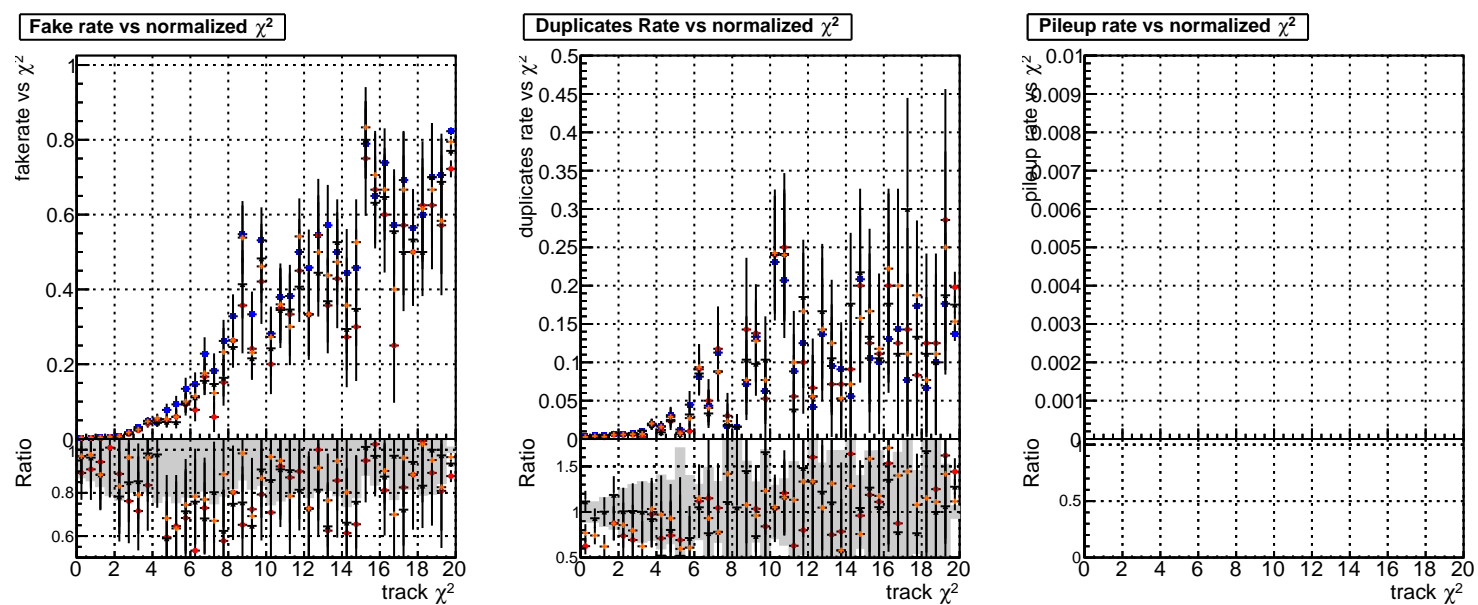 Fake rate vs normalized χ²
fakerate vs χ²
1
0.8
0.6
0.4
0.2
0
Ratio
0.8
0.6
0 2 4 6 8 10 12 14 16 18 20
track χ²
Duplicates Rate vs normalized χ²
duplicates rate vs χ²
0.5
0.45
0.4
0.35
0.3
0.25
0.2
0.15
0.1
0.05
0
Ratio
1.5
1
0.5
0 2 4 6 8 10 12 14 16 18 20
track χ²
Pileup rate vs normalized χ²
pileup rate vs χ²
0.01
0.009
0.008
0.007
0.006
0.005
0.004
0.003
0.002
0.001
0
Ratio
1
0.5
0
0 2 4 6 8 10 12 14 16 18 20
track χ²